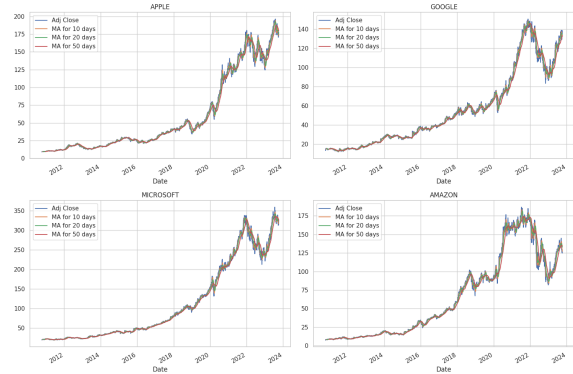 APPLE
Adj Close
MA for 10 days
MA for 20 days
MA for 50 days
200
175
150
125
100
75
50
25
0
2012
2014
2016
2018
2020
2022
2024
Date
GOOGLE
Adj Close
MA for 10 days
MA for 20 days
MA for 50 days
140
120
100
80
60
40
20
2012
2014
2016
2018
2020
2022
2024
Date
MICROSOFT
Adj Close
MA for 10 days
MA for 20 days
MA for 50 days
350
300
250
200
150
100
50
2012
2014
2016
2018
2020
2022
2024
Date
AMAZON
Adj Close
MA for 10 days
MA for 20 days
MA for 50 days
175
150
125
100
75
50
25
0
2012
2014
2016
2018
2020
2022
2024
Date